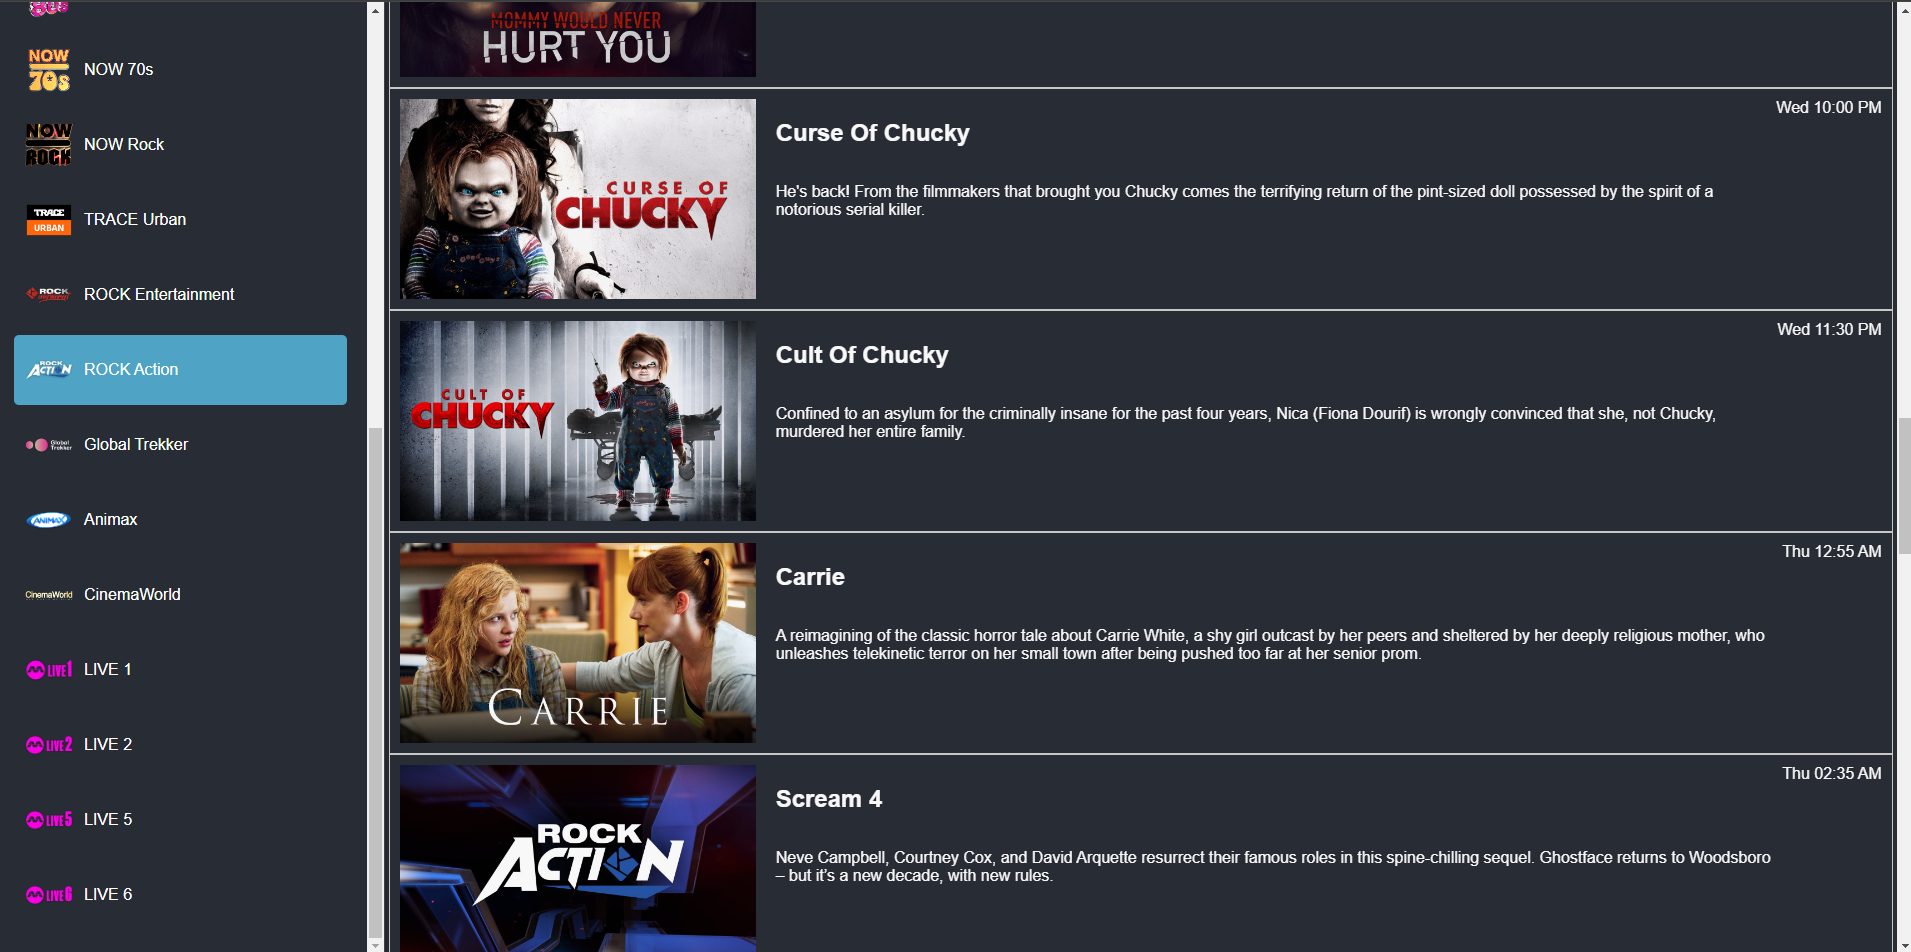 80s
NOW
70s
NOW 70s
NOW
ROCK
NOW Rock
TRACE
URBAN
TRACE Urban
ROCK
ROCK Entertainment
ROCK
ACTION
ROCK Action
Global
Trekker
Global Trekker
ANIMAX
Animax
CinemaWorld
CinemaWorld
LIVE1
LIVE 1
LIVE2
LIVE 2
LIVE5
LIVE 5
LIVE6
LIVE 6
MOMMY WOULD NEVER
HURT YOU
Wed 10:00 PM
CURSE OF
CHUCKY
Good Guys
Curse Of Chucky
He's back! From the filmmakers that brought you Chucky comes the terrifying return of the pint-sized doll possessed by the spirit of a
notorious serial killer.
Wed 11:30 PM
CULT OF
CHUCKY
Cult Of Chucky
Confined to an asylum for the criminally insane for the past four years, Nica (Fiona Dourif) is wrongly convinced that she, not Chucky,
murdered her entire family.
Thu 12:55 AM
CARRIE
Carrie
A reimagining of the classic horror tale about Carrie White, a shy girl outcast by her peers and sheltered by her deeply religious mother, who
unleashes telekinetic terror on her small town after being pushed too far at her senior prom.
Thu 02:35 AM
ROCK
ACTION
Scream 4
Neve Campbell, Courtney Cox, and David Arquette resurrect their famous roles in this spine-chilling sequel. Ghostface returns to Woodsboro
– but it's a new decade, with new rules.